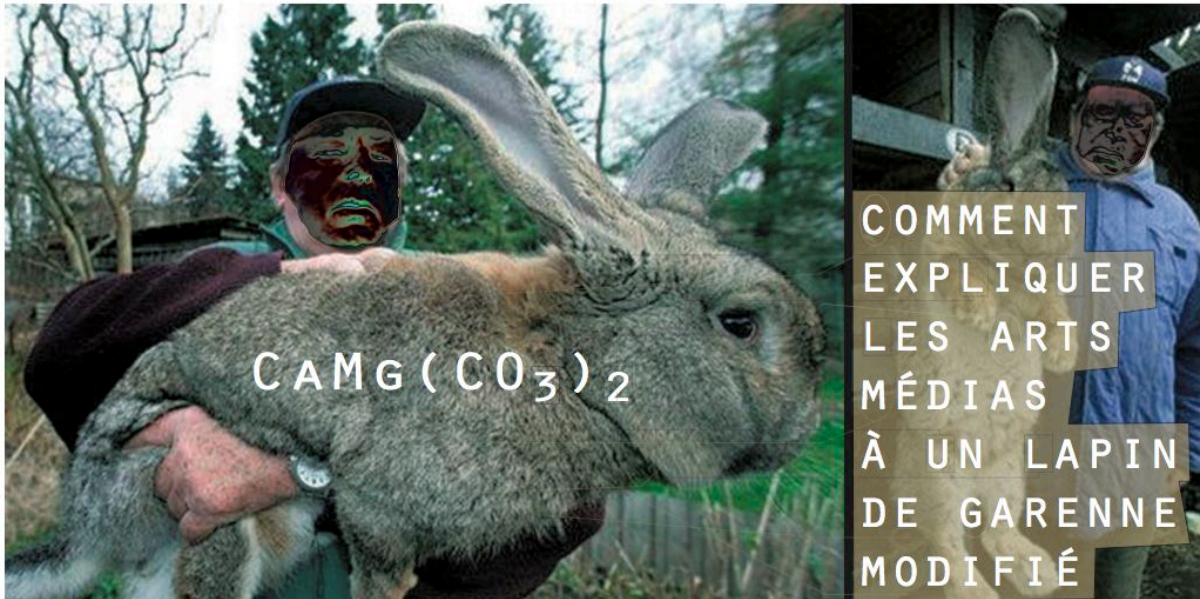 CaMg(CO3)2
COMMENT
EXPLIQUER
LES ARTS
MÉDIAS
À UN LAPIN
DE GARENNE
MODIFIÉ